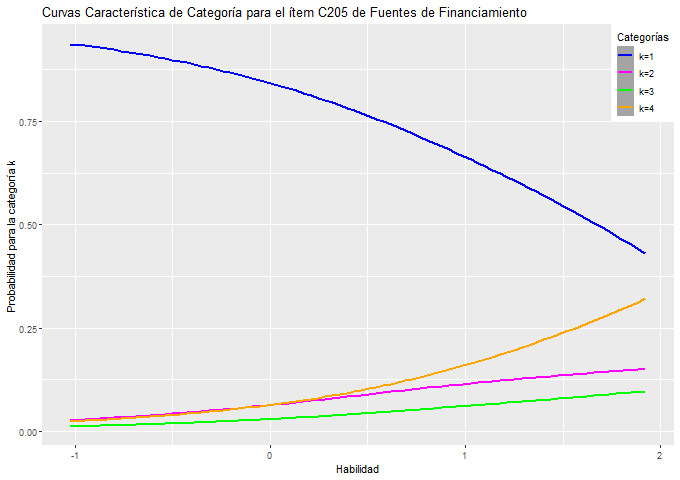 Curvas Característica de Categoría para el ítem C205 de Fuentes de Financiamiento
Categorías
k=1
k=2
k=3
k=4
Probabilidad para la categoría k
0.75
0.50
0.25
0.00
-1
0
1
2
Habilidad